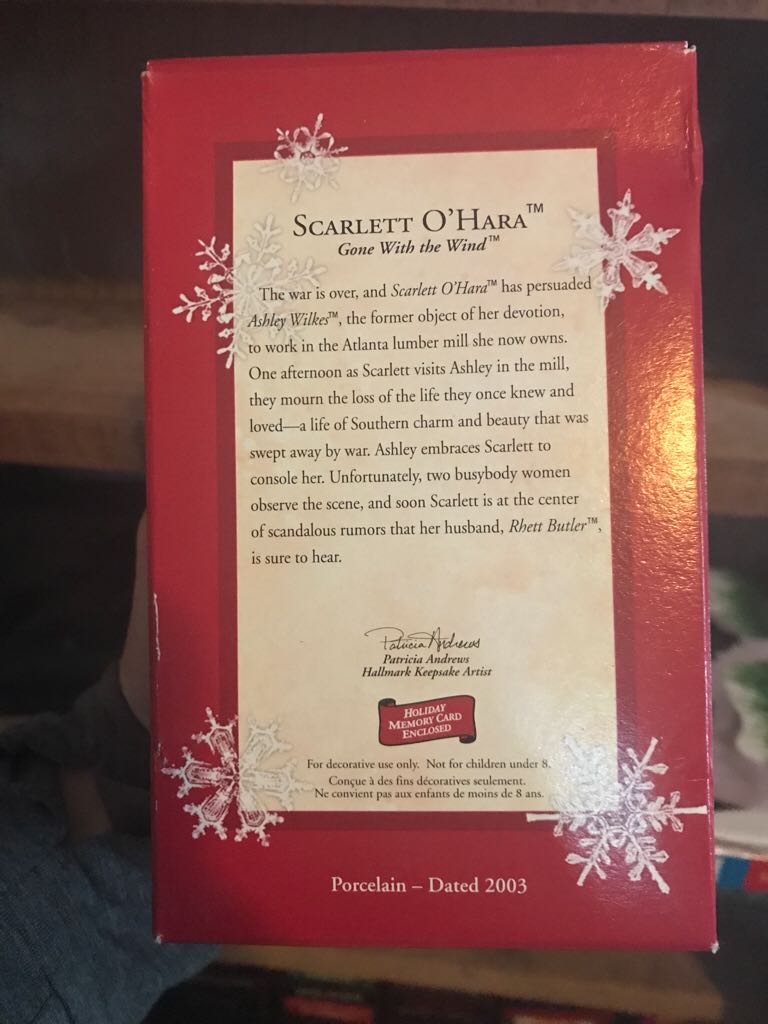 SCARLETT O'HARA™
Gone With the Wind™
The war is over, and Scarlett O'Hara™ has persuaded
Ashley Wilkes™, the former object of her devotion,
to work in the Atlanta lumber mill she now owns.
One afternoon as Scarlett visits Ashley in the mill,
they mourn the loss of the life they once knew and
loved—a life of Southern charm and beauty that was
swept away by war. Ashley embraces Scarlett to
console her. Unfortunately, two busybody women
observe the scene, and soon Scarlett is at the center
of scandalous rumors that her husband, Rhett Butler™,
is sure to hear.
Patricia Andrews
Patricia Andrews
Hallmark Keepsake Artist
HOLIDAY
MEMORY CARD
ENCLOSED
For decorative use only. Not for children under 8.
Conçue à des fins décoratives seulement.
Ne convient pas aux enfants de moins de 8 ans.
Porcelain – Dated 2003